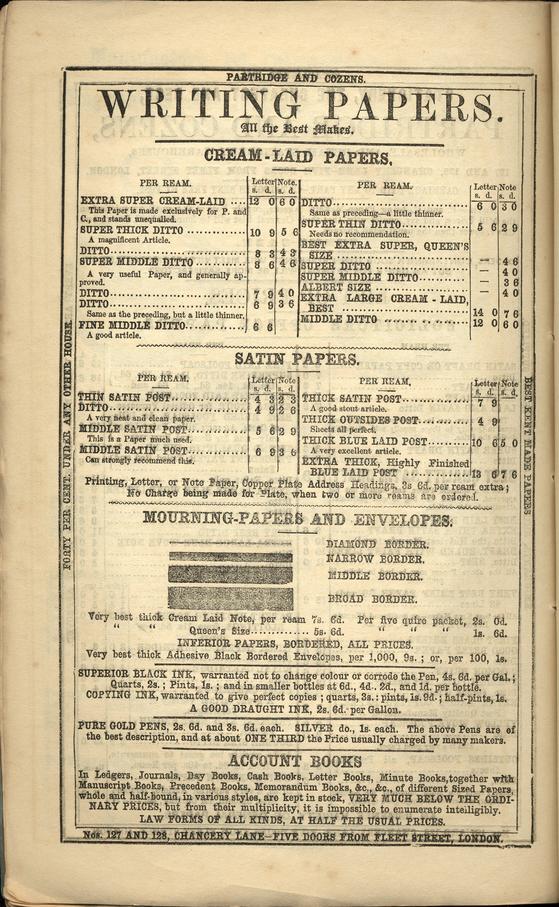 PARTRIDGE AND COZENS.
WRITING PAPERS.
All the Best Makes.
CREAM-LAID PAPERS.
PER REAM. Letter Note.
s. d. s. d.
EXTRA SUPER CREAM-LAID .... 12 0 6 0
This Paper is made exclusively for P. and
C., and stands unequalled.
SUPER THICK DITTO .......... 10 9 5 6
A magnificent Article.
DITTO .......... 8 3 4 3
SUPER MIDDLE DITTO .......... 8 6 4 6
A very useful Paper, and generally ap-
proved.
DITTO .......... 7 9 4 0
DITTO .......... 6 9 3 6
Same as the preceding, but a little thinner.
FINE MIDDLE DITTO .......... 6 6
A good article.
PER REAM. Letter Note.
s. d. s. d
DITTO .......... 6 0 3 0
Same as preceding—a little thinner.
SUPER THIN DITTO .......... 5 6 2 9
Needs no recommendation.
BEST EXTRA SUPER, QUEEN'S
SIZE .......... — 4 6
SUPER DITTO .......... — 4 0
SUPER MIDDLE DITTO .......... — 3 6
ALBERT SIZE .......... — 4 0
EXTRA LARGE CREAM-LAID,
BEST .......... 14 0 7 6
MIDDLE DITTO .......... 12 0 6 0
SATIN PAPERS.
PER REAM. Letter Note
s. d. s. d.
THIN SATIN POST .......... 4 3 2 3
DITTO .......... 4 9 2 6
A very neat and clean paper.
MIDDLE SATIN POST .......... 5 6 2 9
This is a Paper much used.
MIDDLE SATIN POST .......... 6 9 3 6
Can strongly recommend this.
PER REAM, Letter Note
s. d. s. d.
THICK SATIN POST .......... 7 9
A good stout article.
THICK OUTSIDES POST .......... 4 9
Sheets all perfect.
THICK BLUE LAID POST .......... 10 6 5 0
A very excellent article.
EXTRA THICK, Highly Finished
BLUE LAID POST .......... 13 6 7 6
Printing, Letter, or Note Paper, Copper Plate Address Headings, 3s 6d. per ream extra;
No Charge being made for Plate, when two or more reams are ordered.
MOURNING-PAPERS AND ENVELOPES.
DIAMOND BORDER.
NARROW BORDER.
MIDDLE BORDER.
BROAD BORDER.
Very best thick Cream Laid Note, per ream 7s. 6d. Per five quire packet, 2s. 0d.
" " Queen's Size ............ 5s. 6d. " " " 1s. 6d.
INFERIOR PAPERS, BORDERED, ALL PRICES.
Very best thick Adhesive Black Bordered Envelopes, per 1,000, 9s.; or, per 100, 1s.
SUPERIOR BLACK INK, warranted not to change colour or corrode the Pen, 4s. 6d. per Gal.;
Quarts, 2s.; Pints, 1s.; and in smaller bottles at 6d., 4d., 2d., and 1d. per bottle.
COPYING INK, warranted to give perfect copies; quarts, 3s.; pints, 1s. 9d.; half-pints, 1s.
A GOOD DRAUGHT INK, 2s. 6d. per Gallon.
PURE GOLD PENS, 2s. 6d. and 3s. 6d. each. SILVER do., 1s. each. The above Pens are of
the best description, and at about ONE THIRD the Price usually charged by many makers.
ACCOUNT BOOKS
In Ledgers, Journals, Day Books, Cash Books, Letter Books, Minute Books, together with
Manuscript Books, Precedent Books, Memorandum Books, &c., &c., of different Sized Papers,
whole and half-bound, in various styles, are kept in stock, VERY MUCH BELOW THE ORDI-
NARY PRICES, but from their multiplicity, it is impossible to enumerate intelligibly.
LAW FORMS OF ALL KINDS, AT HALF THE USUAL PRICES.
Nos. 127 AND 128, CHANCERY LANE—FIVE DOORS FROM FLEET STREET, LONDON.
FORTY PER CENT. UNDER ANY OTHER HOUSE.
BEST KENT MADE PAPERS